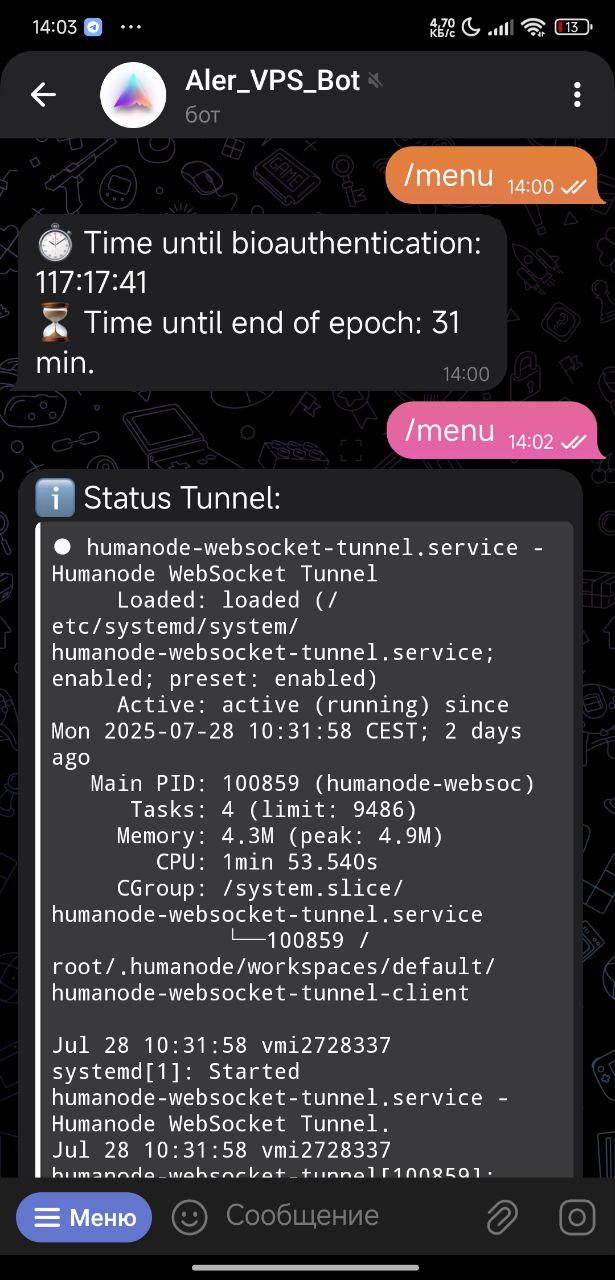 14:03 ...
4,70 КБ/с 13
Aler_VPS_Bot
бот
/menu 14:00
Time until bioauthentication:
117:17:41
Time until end of epoch: 31
min.
14:00
/menu 14:02
Status Tunnel:
● humanode-websocket-tunnel.service -
Humanode WebSocket Tunnel
Loaded: loaded (/
etc/systemd/system/
humanode-websocket-tunnel.service;
enabled; preset: enabled)
Active: active (running) since
Mon 2025-07-28 10:31:58 CEST; 2 days
ago
Main PID: 100859 (humanode-websoc)
Tasks: 4 (limit: 9486)
Memory: 4.3M (peak: 4.9M)
CPU: 1min 53.540s
CGroup: /system.slice/
humanode-websocket-tunnel.service
└─100859 /
root/.humanode/workspaces/default/
humanode-websocket-tunnel-client
Jul 28 10:31:58 vmi2728337
systemd[1]: Started
humanode-websocket-tunnel.service -
Humanode WebSocket Tunnel.
Jul 28 10:31:58 vmi2728337
humanode-websocket-tunnel[100859]:
Меню
Сообщение